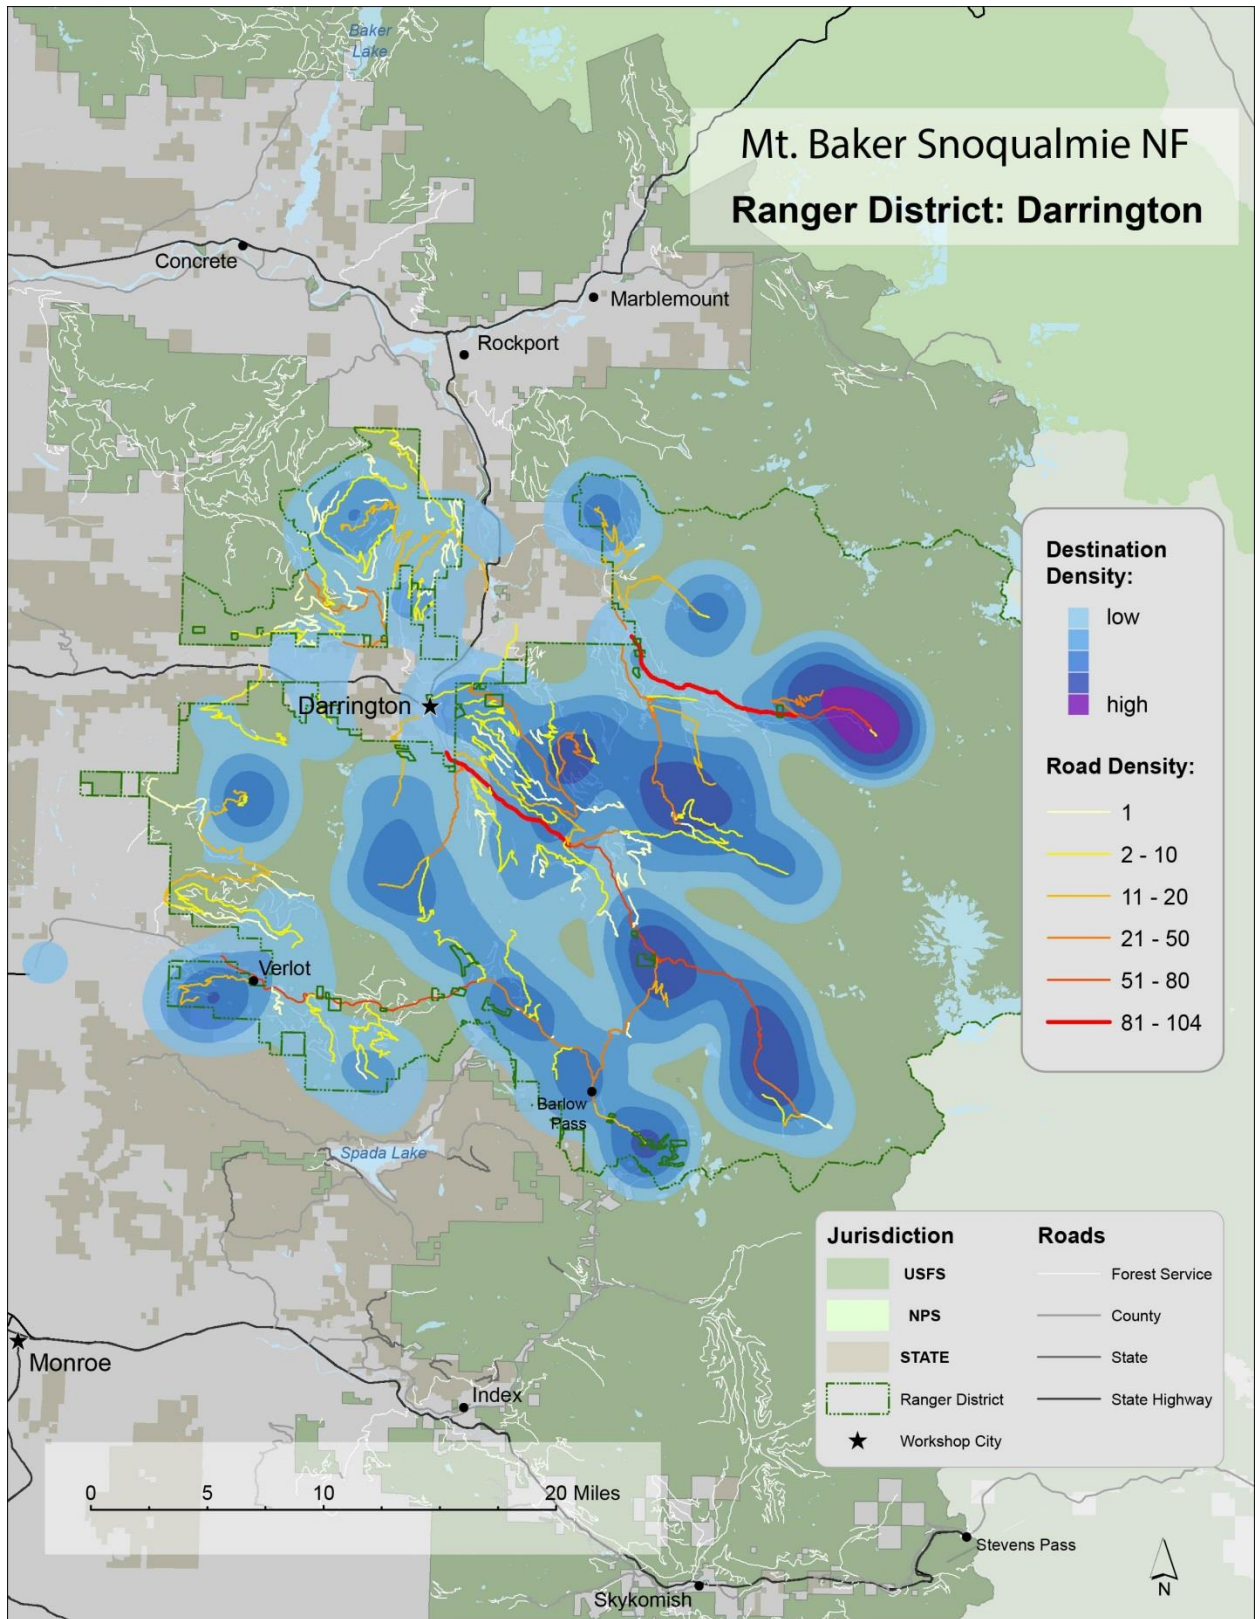 Baker
Lake
Mt. Baker Snoqualmie NF
Ranger District: Darrington
Concrete
Marblemount
Rockport
Destination
Density:
low
high
Darrington
Road Density:
1
2 - 10
11 - 20
21 - 50
51 - 80
81 - 104
Verlot
Barlow
Pass
Spada Lake
Jurisdiction
Roads
USFS
Forest Service
NPS
County
STATE
State
Ranger District
State Highway
Workshop City
Monroe
Index
0 5 10 20 Miles
Stevens Pass
Skykomish
N